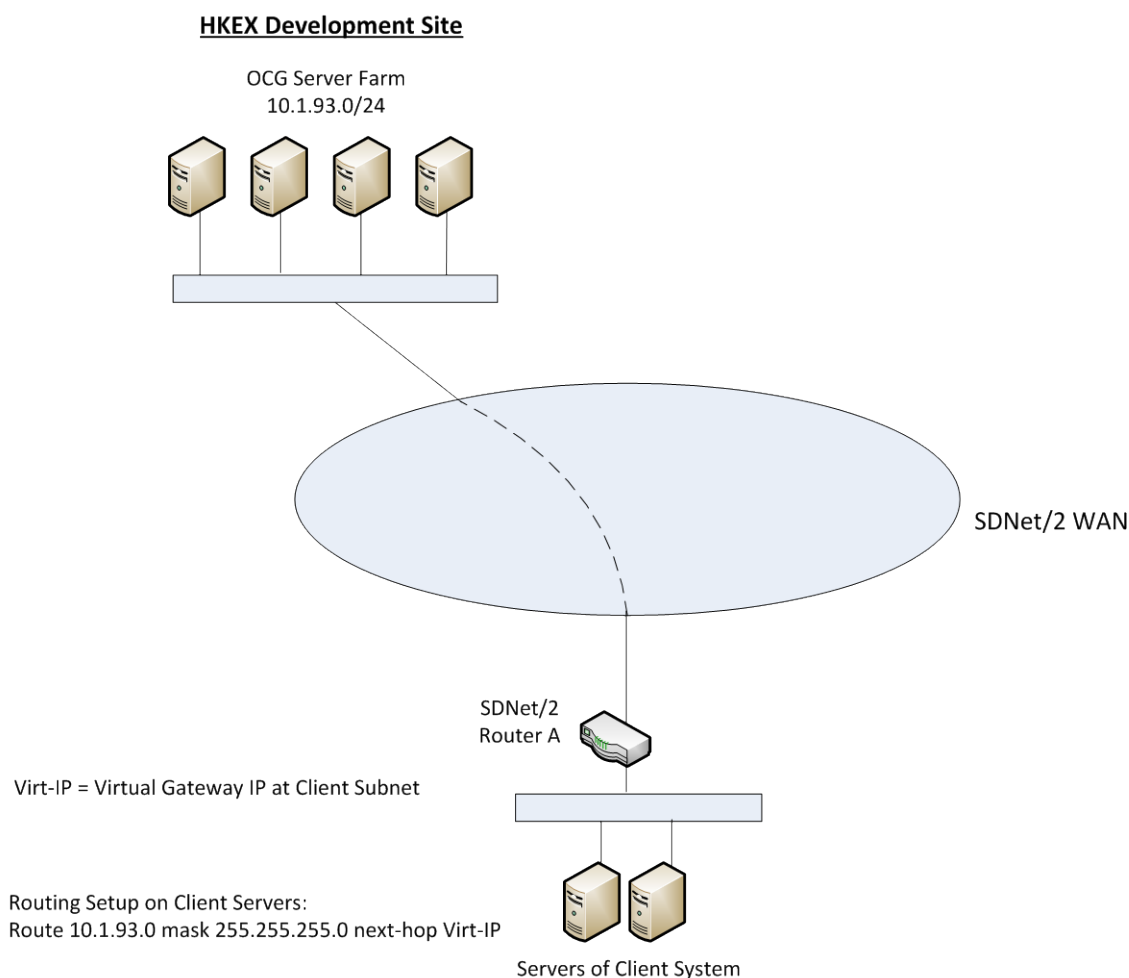 HKEX Development Site
OCG Server Farm
10.1.93.0/24
SDNet/2 WAN
SDNet/2
Router A
Virt-IP = Virtual Gateway IP at Client Subnet
Routing Setup on Client Servers:
Route 10.1.93.0 mask 255.255.255.0 next-hop Virt-IP
Servers of Client System